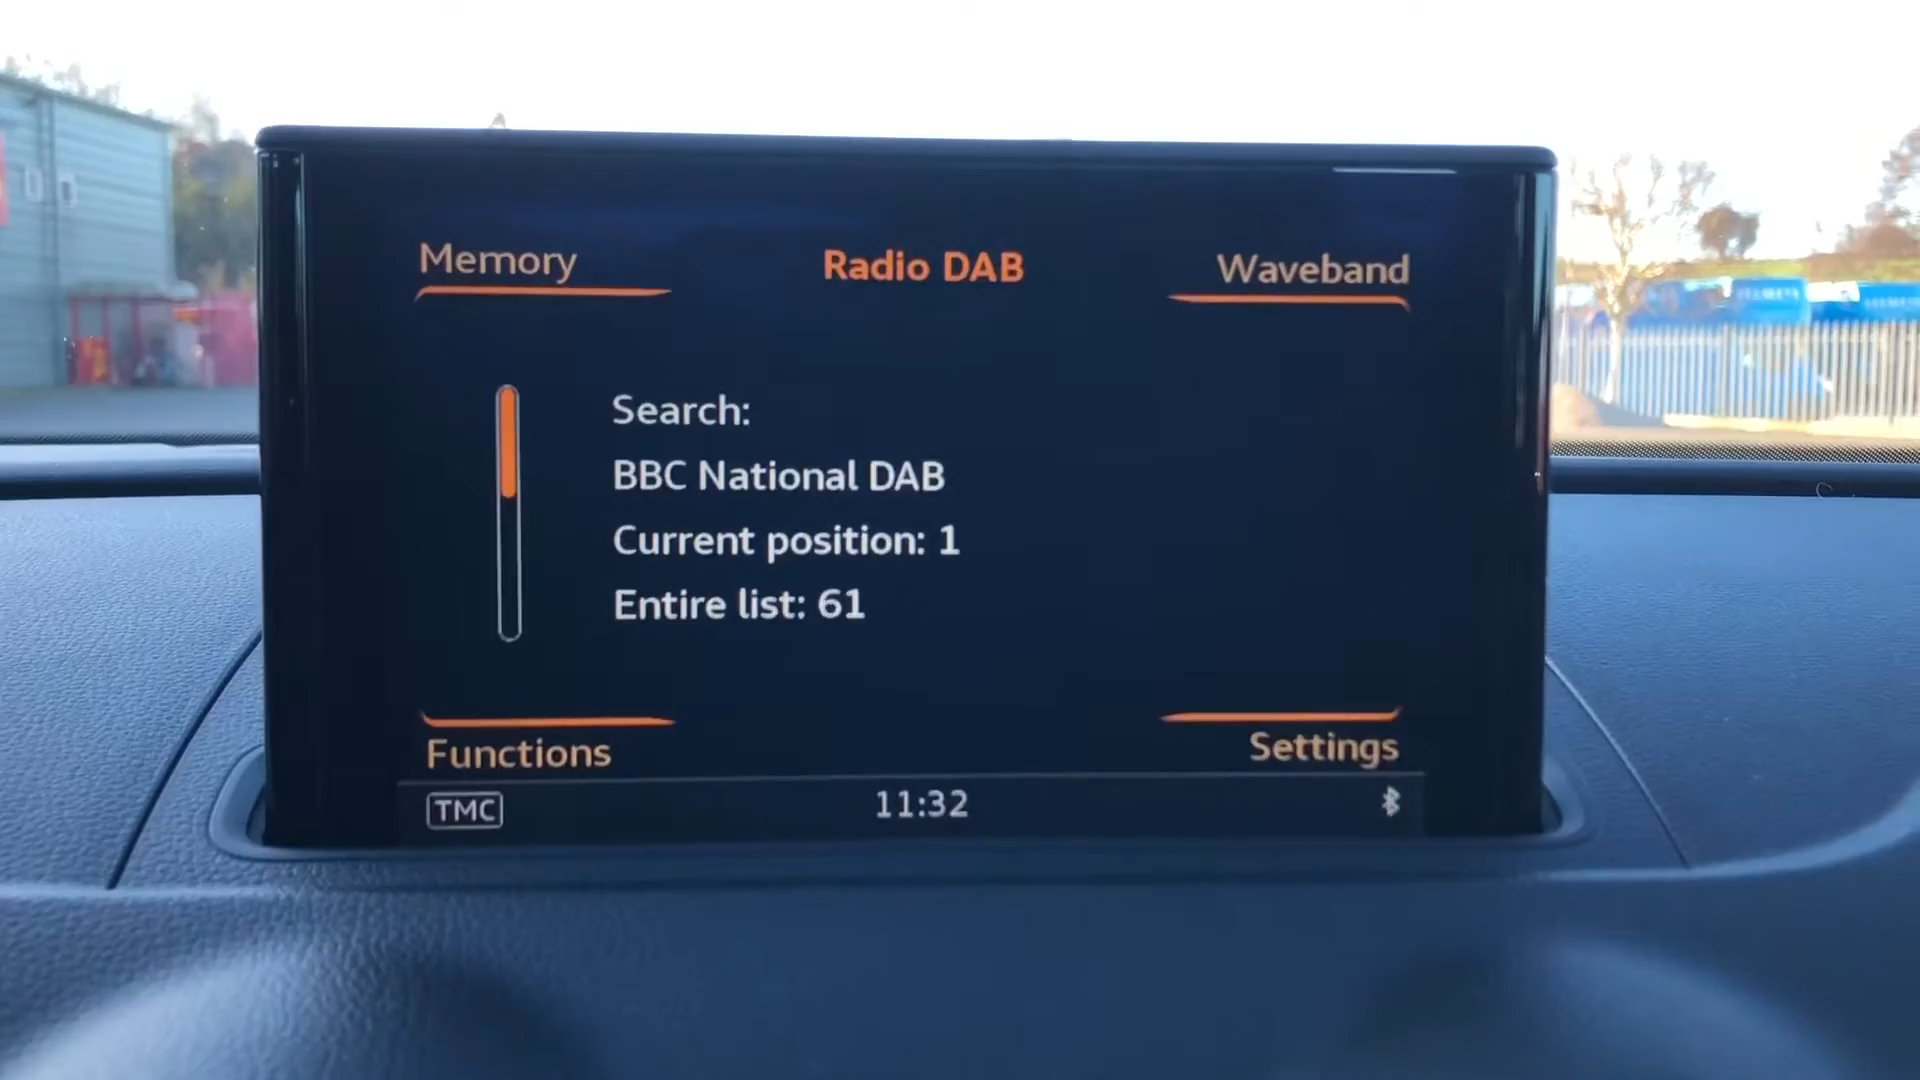 Memory
Radio DAB
Waveband
Search:
BBC National DAB
Current position: 1
Entire list: 61
Functions
Settings
TMC
11:32